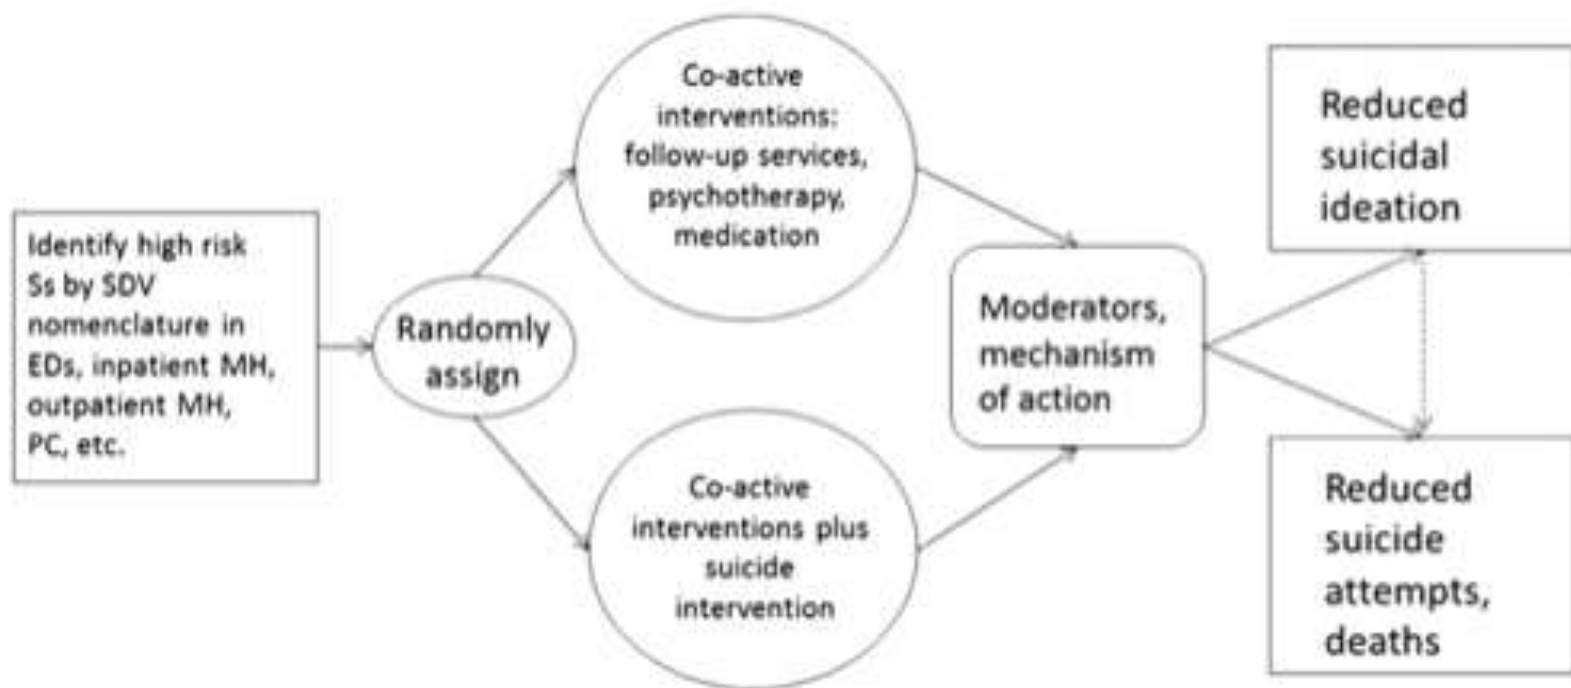 Identify high risk
Ss by SDV
nomenclature in
EDs, inpatient MH,
outpatient MH,
PC, etc.
Randomly
assign
Co-active
interventions:
follow-up services,
psychotherapy,
medication
Co-active
interventions plus
suicide
intervention
Moderators,
mechanism
of action
Reduced
suicidal
ideation
Reduced
suicide
attempts,
deaths